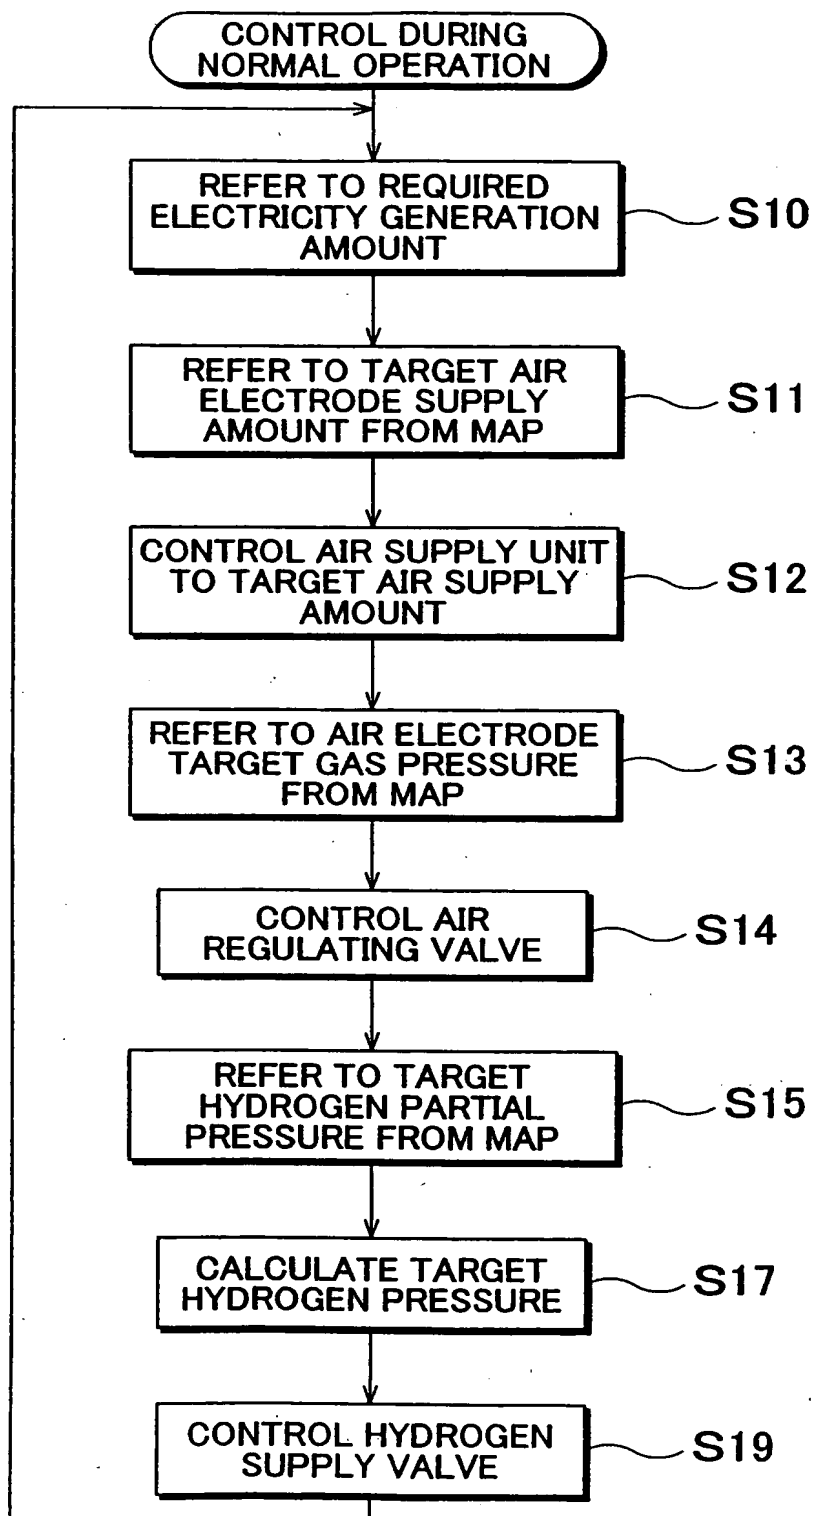 CONTROL DURING
NORMAL OPERATION
REFER TO REQUIRED
ELECTRICITY GENERATION
AMOUNT
S10
REFER TO TARGET AIR
ELECTRODE SUPPLY
AMOUNT FROM MAP
S11
CONTROL AIR SUPPLY UNIT
TO TARGET AIR SUPPLY
AMOUNT
S12
REFER TO AIR ELECTRODE
TARGET GAS PRESSURE
FROM MAP
S13
CONTROL AIR
REGULATING VALVE
S14
REFER TO TARGET
HYDROGEN PARTIAL
PRESSURE FROM MAP
S15
CALCULATE TARGET
HYDROGEN PRESSURE
S17
CONTROL HYDROGEN
SUPPLY VALVE
S19